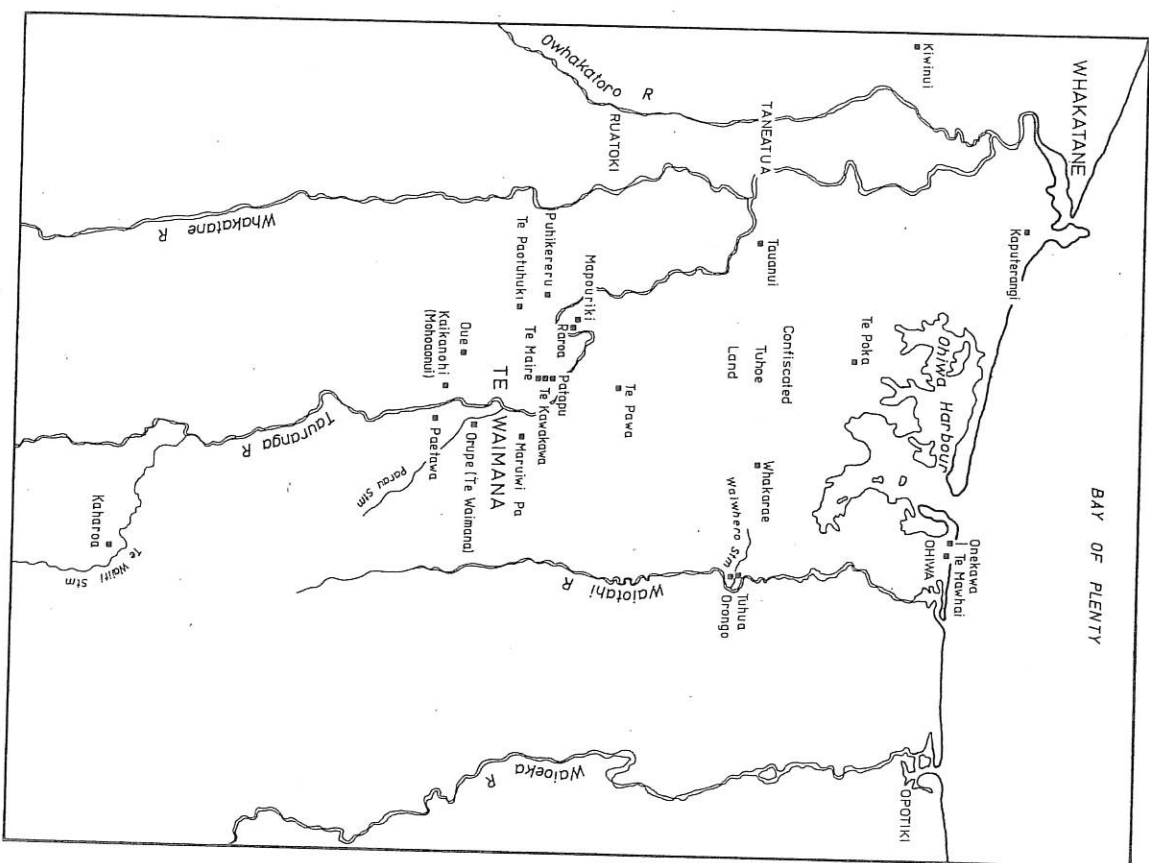 BAY OF PLENTY
WHAKATANE
Kiwinui
Kaputerangi
Ohiwa Harbour
Onekawa
Te Mawhai
OHIWA
OPOTIKI
Te Poka
TANEATUA
Tauanui
Confiscated
Tuhoe
Land
Whakarae
Waiwhero Stm
Tuhua
Orongo
Owhakatoro R
RUATOKI
Te Pawa
Mapouriki
Raroa
Puhikereru
Te Paotuhuki
Patapu
Te Kawakawa
Te Maire
Maruiwi Pa
TE
WAIMANA
Orupe (Te Waimana)
Oue
Kaikanohi
(Mohoaonui)
Paetawa
Parau Stm
Whakatane R
Tauranga R
Waiotahi R
Waioeka R
Kaharoa
Te Wairi Stm